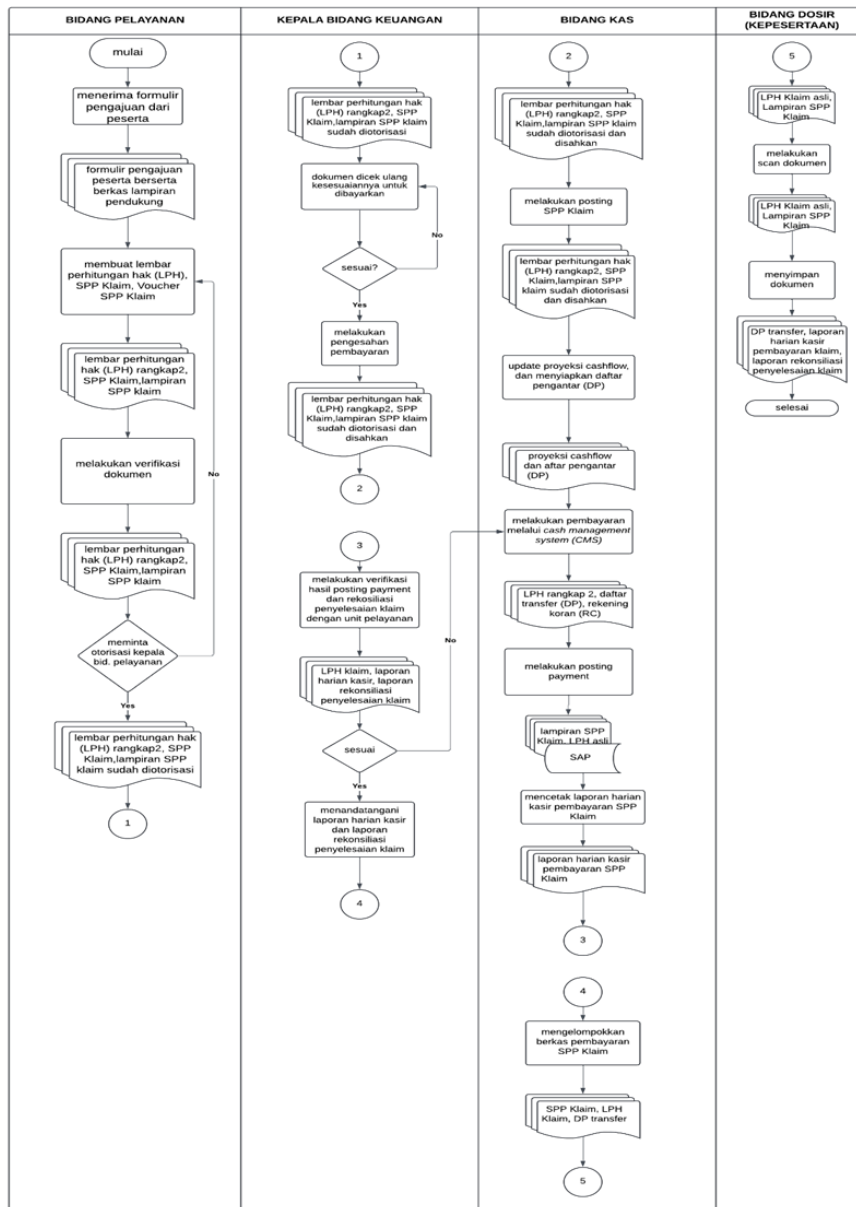 BIDANG PELAYANAN
mulai
menerima formulir
pengajuan dari
peserta
formulir pengajuan
peserta berserta
berkas lampiran
pendukung
membuat lembar
perhitungan hak (LPH),
SPP Klaim, Voucher
SPP Klaim
lembar perhitungan
hak (LPH) rangkap2,
SPP Klaim,lampiran
SPP klaim
melakukan verifikasi
dokumen
No
lembar perhitungan
hak (LPH) rangkap2,
SPP Klaim,lampiran
SPP klaim
meminta
otorisasi kepala
bid. pelayanan
Yes
lembar perhitungan hak
(LPH) rangkap2, SPP
Klaim,lampiran SPP
klaim sudah diotorisasi
1
KEPALA BIDANG KEUANGAN
1
lembar perhitungan hak
(LPH) rangkap2, SPP
Klaim,lampiran SPP klaim
sudah diotorisasi
dokumen dicek ulang
kesesuaiannya untuk
dibayarkan
No
sesuai?
Yes
melakukan
pengesahan
pembayaran
lembar perhitungan hak
(LPH) rangkap2, SPP
Klaim,lampiran SPP klaim
sudah diotorisasi dan
disahkan
2
3
melakukan verifikasi
hasil posting payment
dan rekosiliasi
penyelesaian klaim
dengan unit pelayanan
No
LPH klaim, laporan
harian kasir, laporan
rekonsiliasi
penyelesaian klaim
sesuai
Yes
menandatangani
laporan harian kasir
dan laporan
rekonsiliasi
penyelesaian klaim
4
BIDANG KAS
2
lembar perhitungan hak
(LPH) rangkap2, SPP
Klaim,lampiran SPP klaim
sudah diotorisasi dan
disahkan
melakukan posting
SPP Klaim
lembar perhitungan hak
(LPH) rangkap2, SPP
Klaim,lampiran SPP
klaim sudah diotorisasi
dan disahkan
update proyeksi cashflow,
dan menyiapkan daftar
pengantar (DP)
proyeksi cashflow
dan aftar pengantar
(DP)
melakukan pembayaran
melalui cash management
system (CMS)
LPH rangkap 2, daftar
transfer (DP), rekening
koran (RC)
melakukan posting
payment
lampiran SPP
Klaim, LPH asli
SAP
mencetak laporan harian
kasir pembayaran SPP
Klaim
laporan harian kasir
pembayaran SPP
Klaim
3
4
mengelompokkan
berkas pembayaran
SPP Klaim
SPP Klaim, LPH
Klaim, DP transfer
5
BIDANG DOSIR
(KEPESERTAAN)
5
LPH Klaim asli,
Lampiran SPP
Klaim
melakukan
scan dokumen
LPH Klaim asli,
Lampiran SPP
Klaim
menyimpan
dokumen
DP transfer, laporan
harian kasir
pembayaran klaim,
laporan rekonsiliasi
penyelesaian klaim
selesai